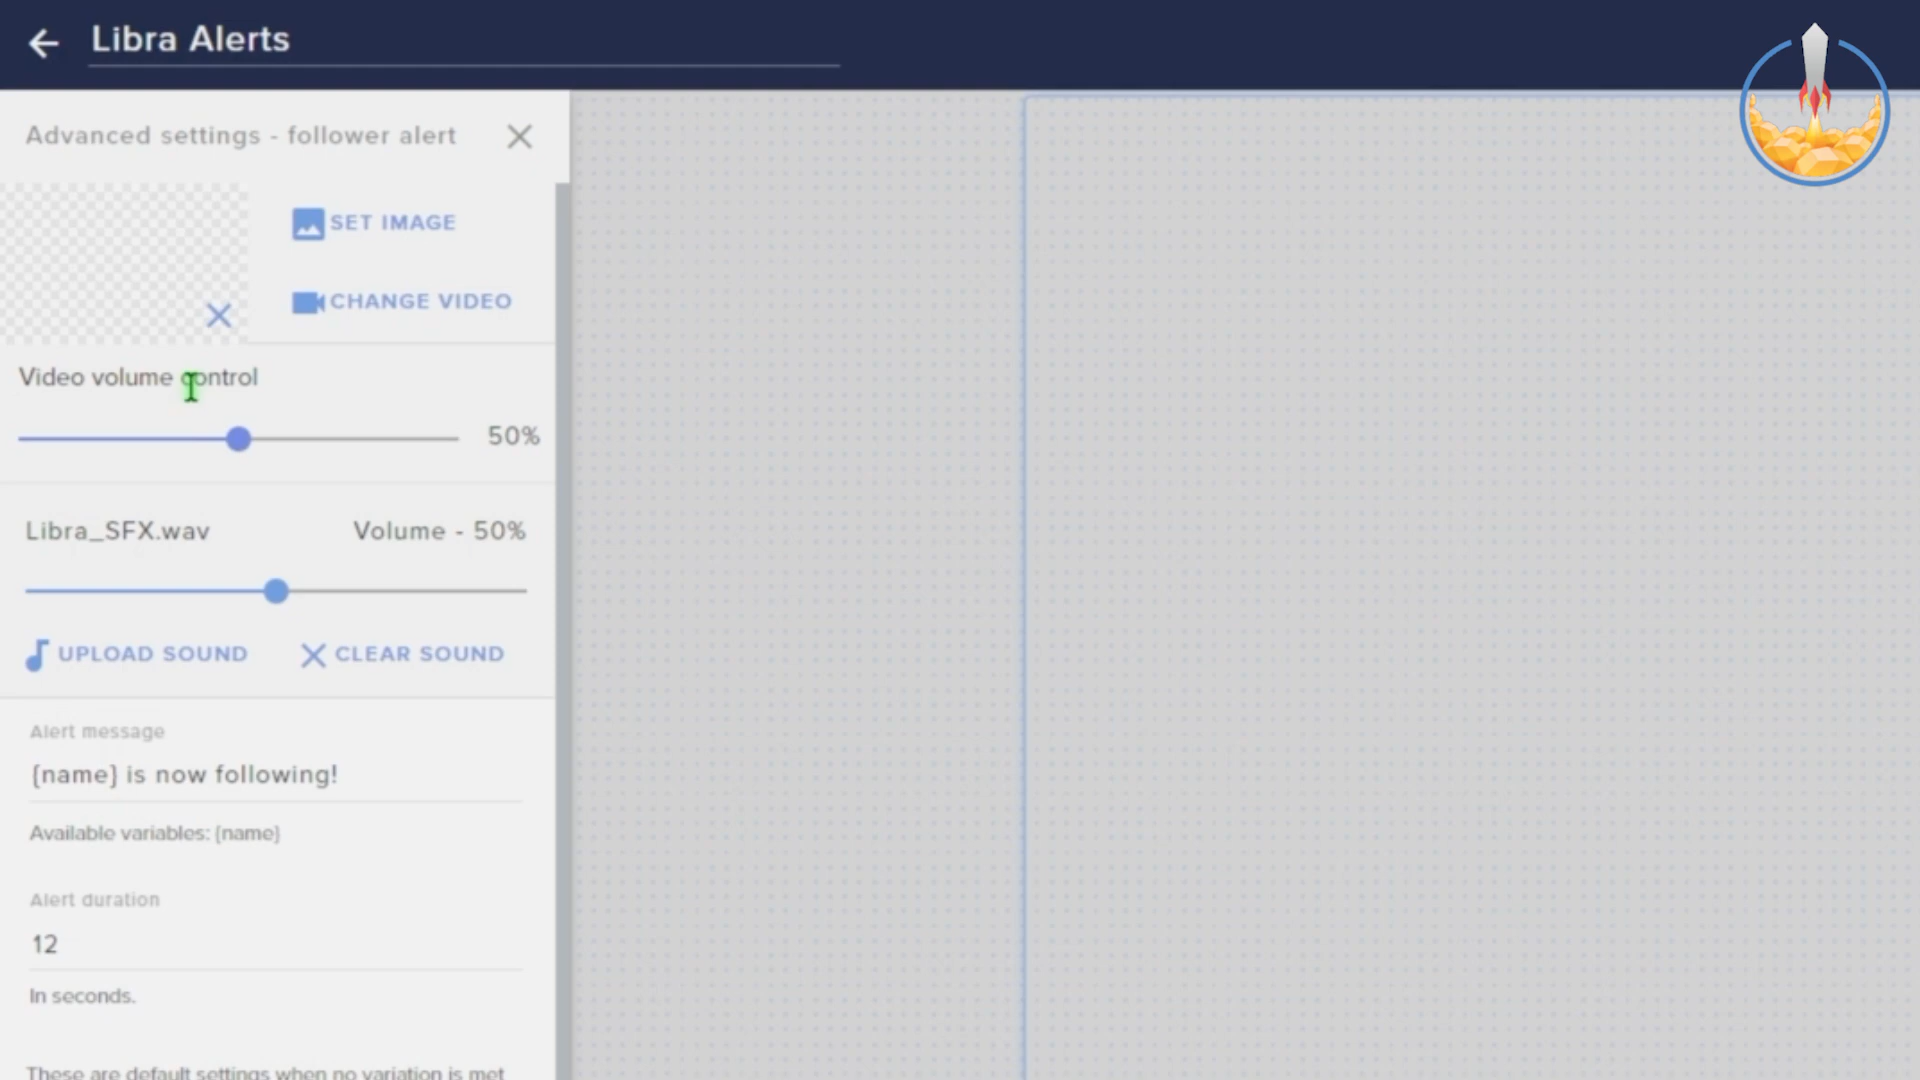 Libra Alerts
Advanced settings - follower alert
SET IMAGE
CHANGE VIDEO
Video volume control
50%
Libra_SFX.wav
Volume - 50%
UPLOAD SOUND
CLEAR SOUND
Alert message
{name} is now following!
Available variables: {name}
Alert duration
12
In seconds.
These are default settings when no variation is met